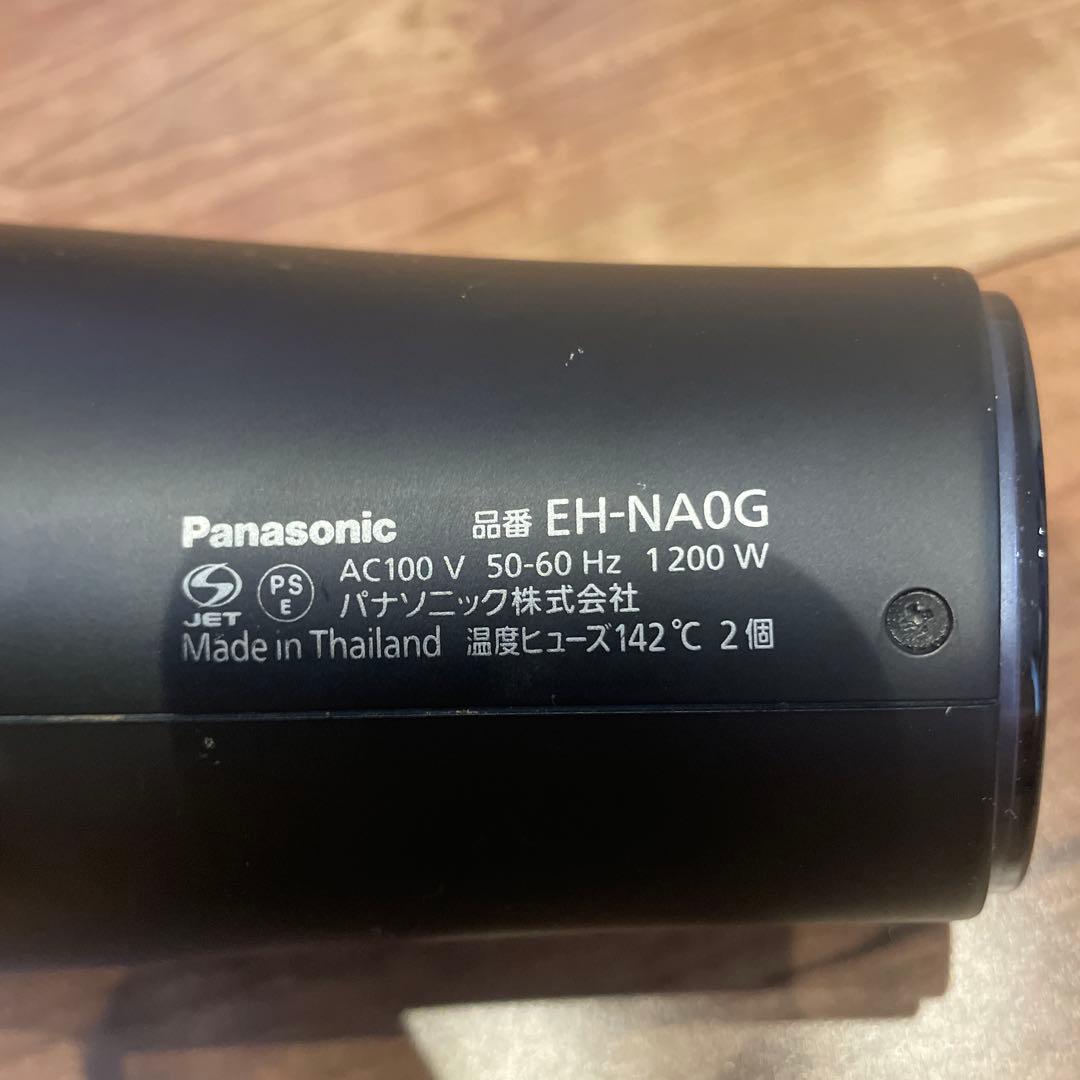 Panasonic 品番 EH-NA0G
AC100 V 50-60 Hz 1200 W
JET PS E パナソニック株式会社
Made in Thailand 温度ヒューズ142℃ 2個